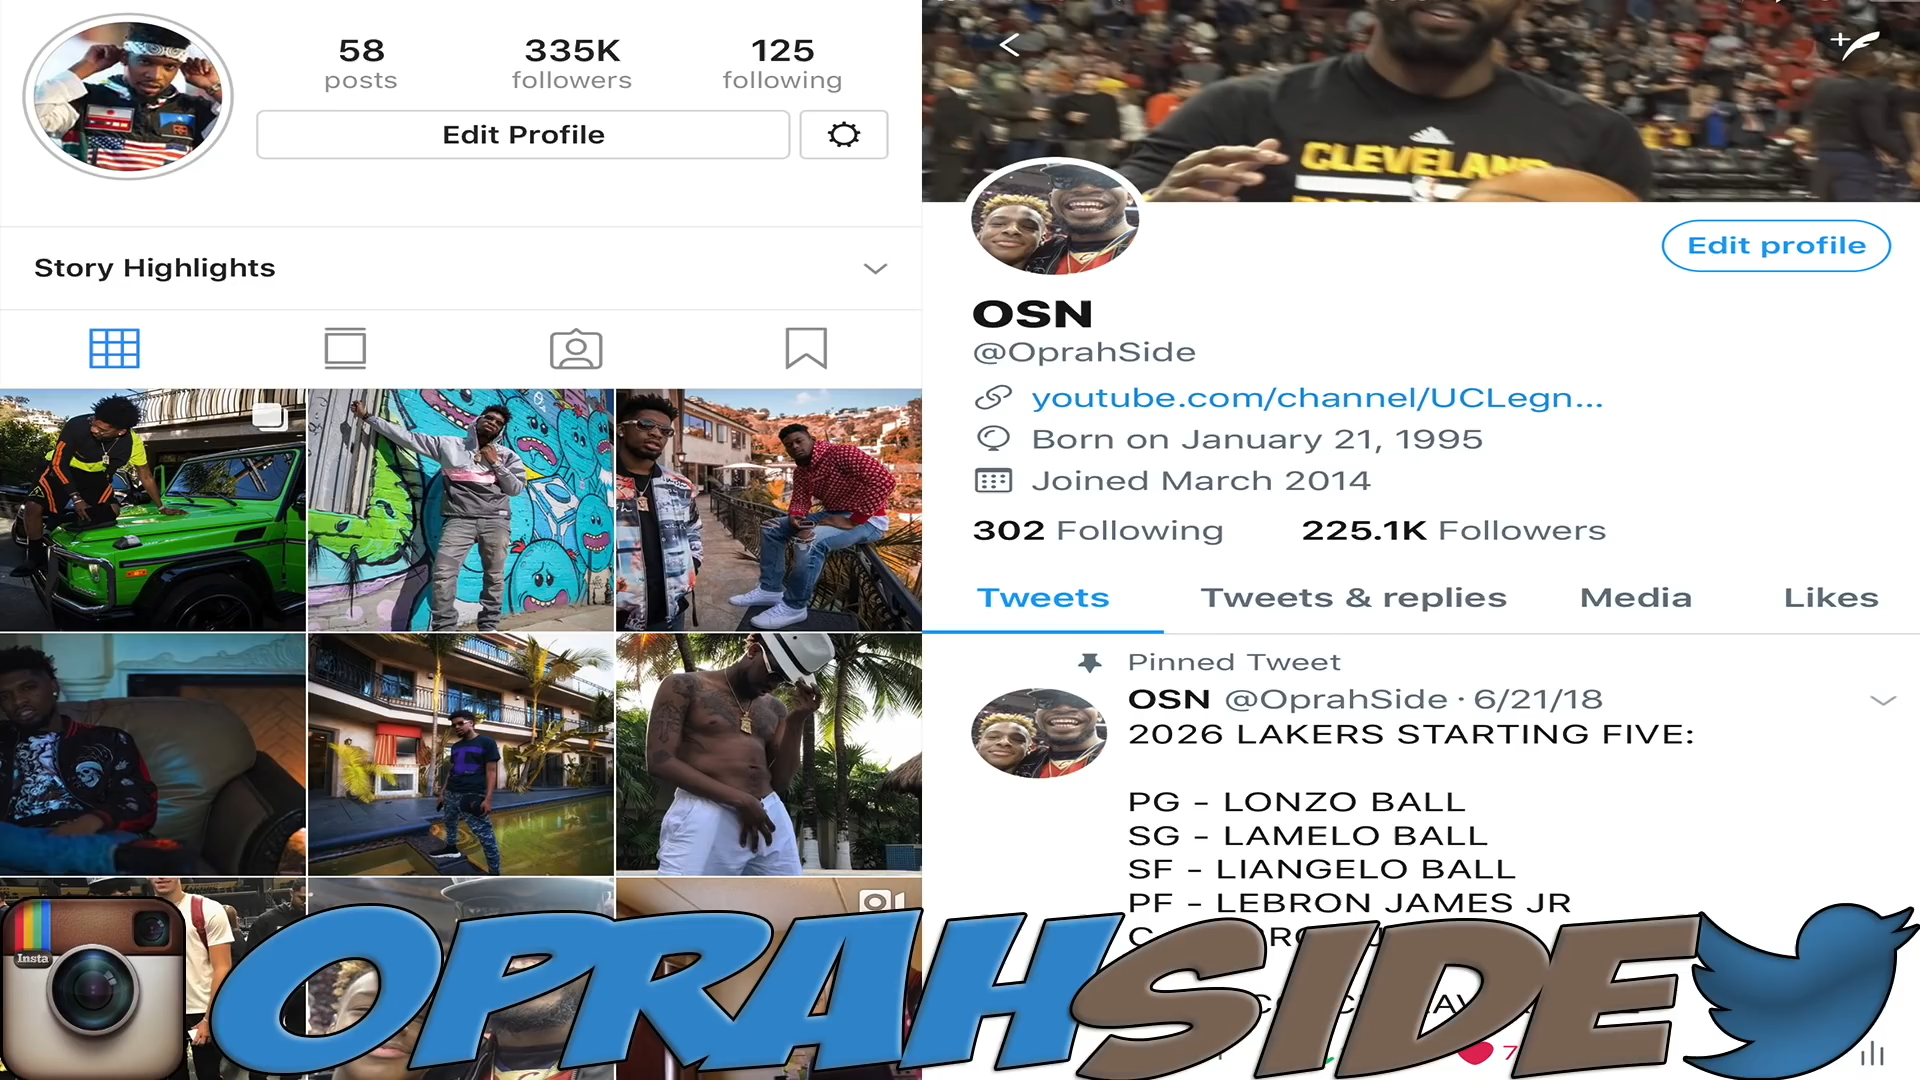 58
posts
335K
followers
125
following
Edit Profile
Story Highlights
CLEVELAND
Edit profile
OSN
@OprahSide
youtube.com/channel/UCLegn...
Born on January 21, 1995
Joined March 2014
302 Following
225.1K Followers
Tweets
Tweets & replies
Media
Likes
Pinned Tweet
OSN @OprahSide · 6/21/18
2026 LAKERS STARTING FIVE:
PG - LONZO BALL
SG - LAMELO BALL
SF - LIANGELO BALL
PF - LEBRON JAMES JR
Insta
OPRAHSIDE